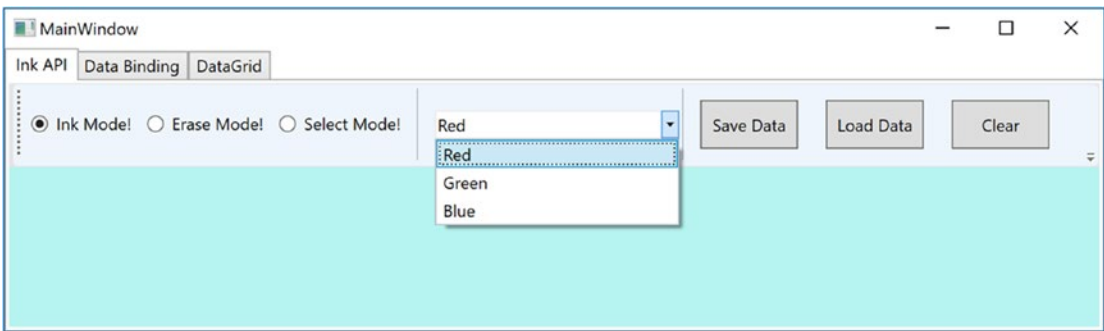 MainWindow
Ink API Data Binding DataGrid
Ink Mode! Erase Mode! Select Mode! Red Save Data Load Data Clear
Red
Green
Blue